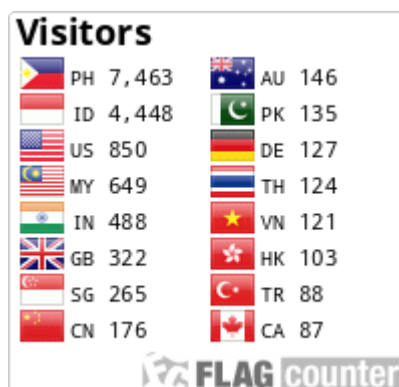 Visitors
PH 7,463
ID 4,448
US 850
MY 649
IN 488
GB 322
SG 265
CN 176
AU 146
PK 135
DE 127
TH 124
VN 121
HK 103
TR 88
CA 87
FLAG counter